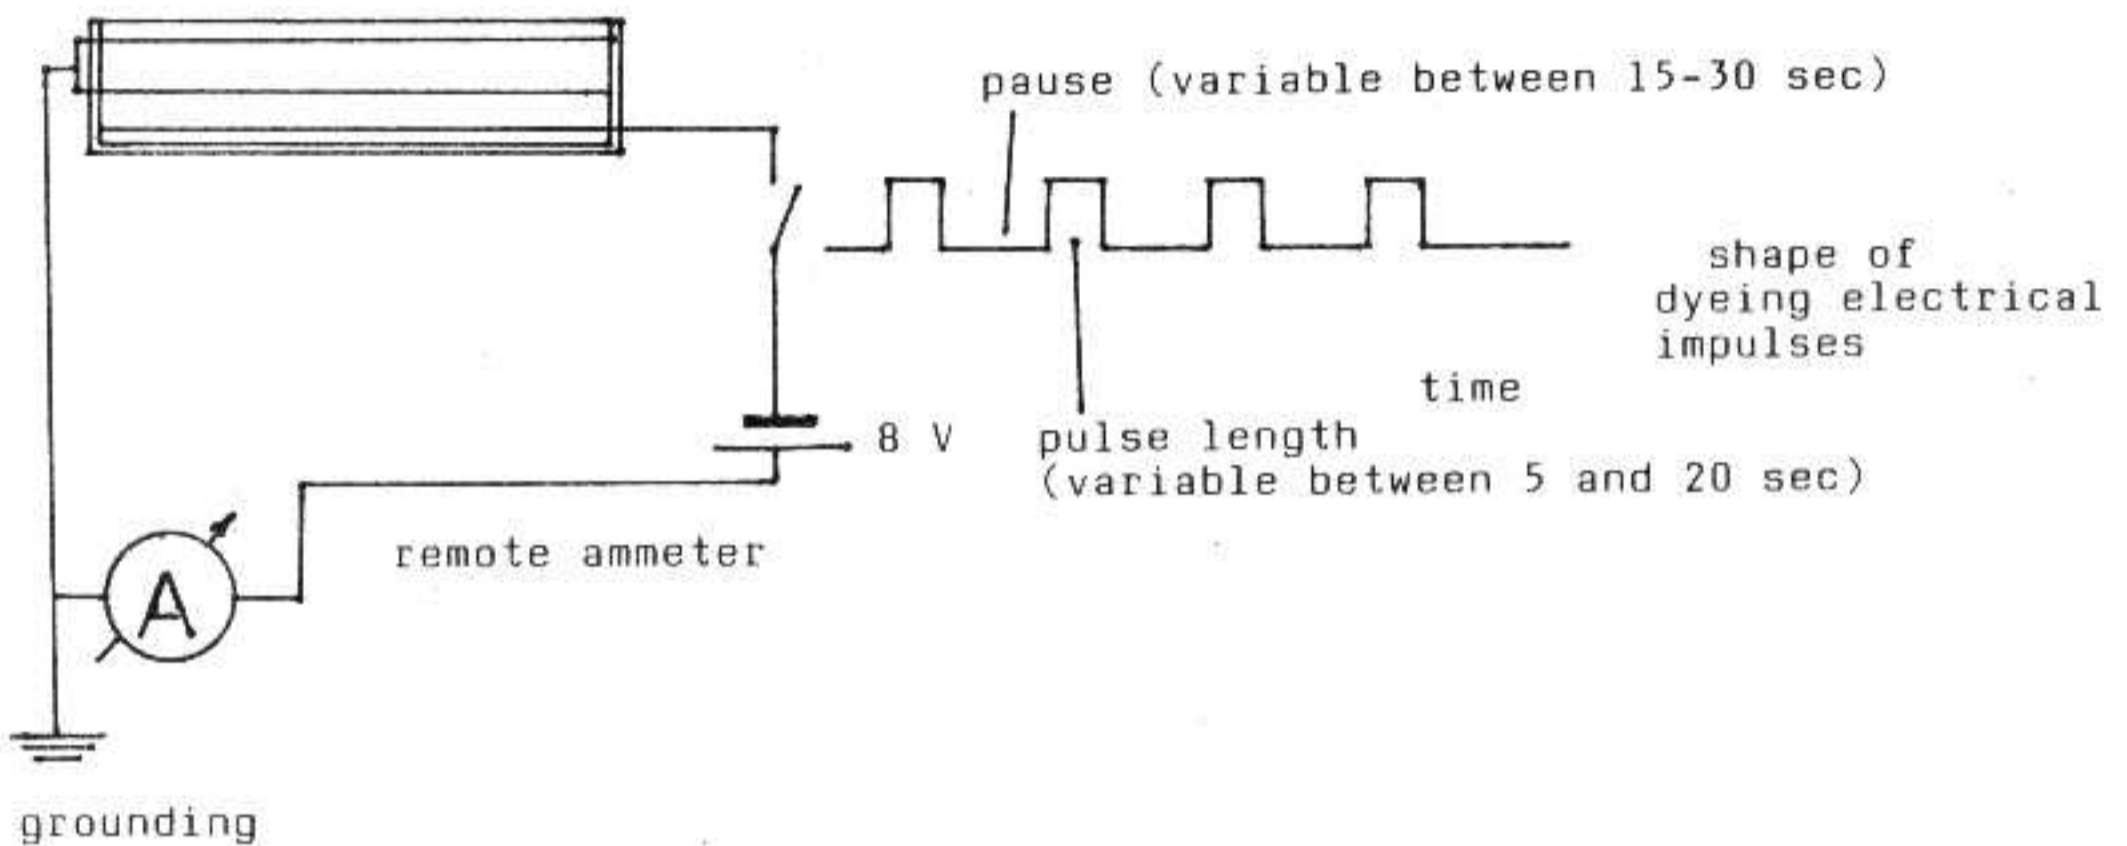 pause (variable between 15-30 sec)
shape of
dyeing electrical
impulses
time
8 V
pulse length
(variable between 5 and 20 sec)
remote ammeter
A
grounding